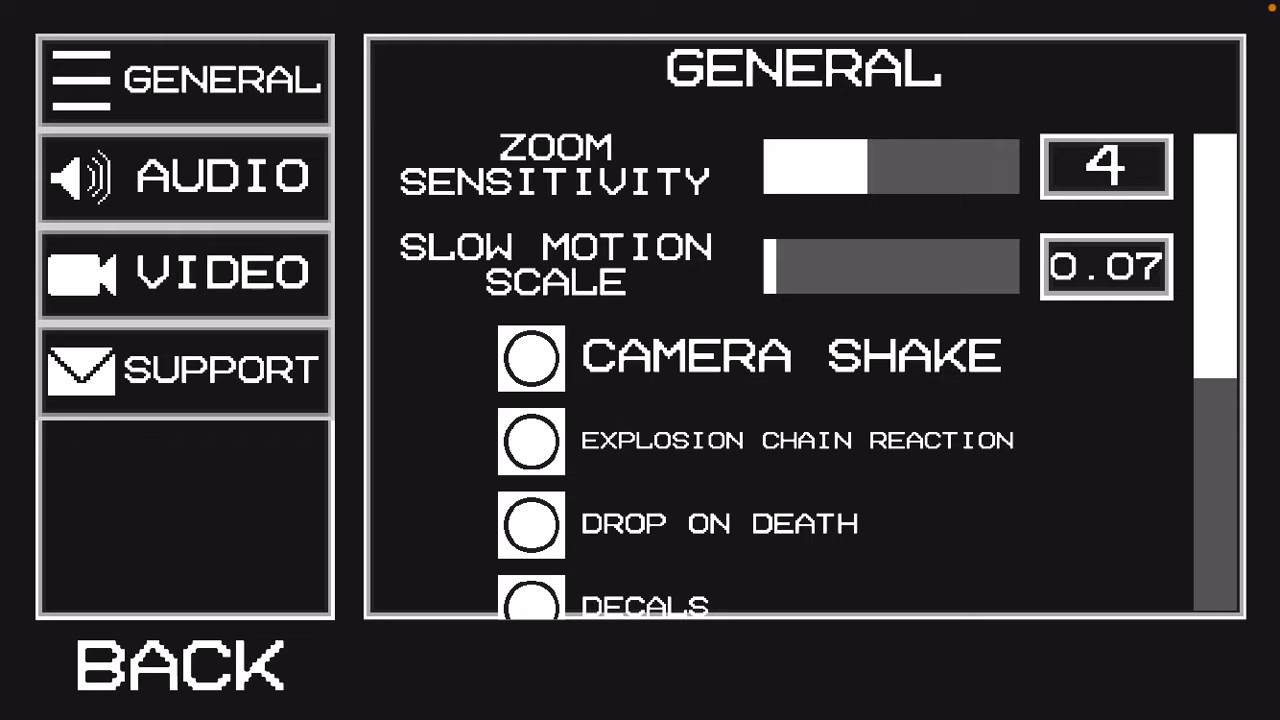 GENERAL
AUDIO
VIDEO
SUPPORT
BACK
GENERAL
ZOOM
SENSITIVITY
4
SLOW MOTION
SCALE
0.07
CAMERA SHAKE
EXPLOSION CHAIN REACTION
DROP ON DEATH
DECALS